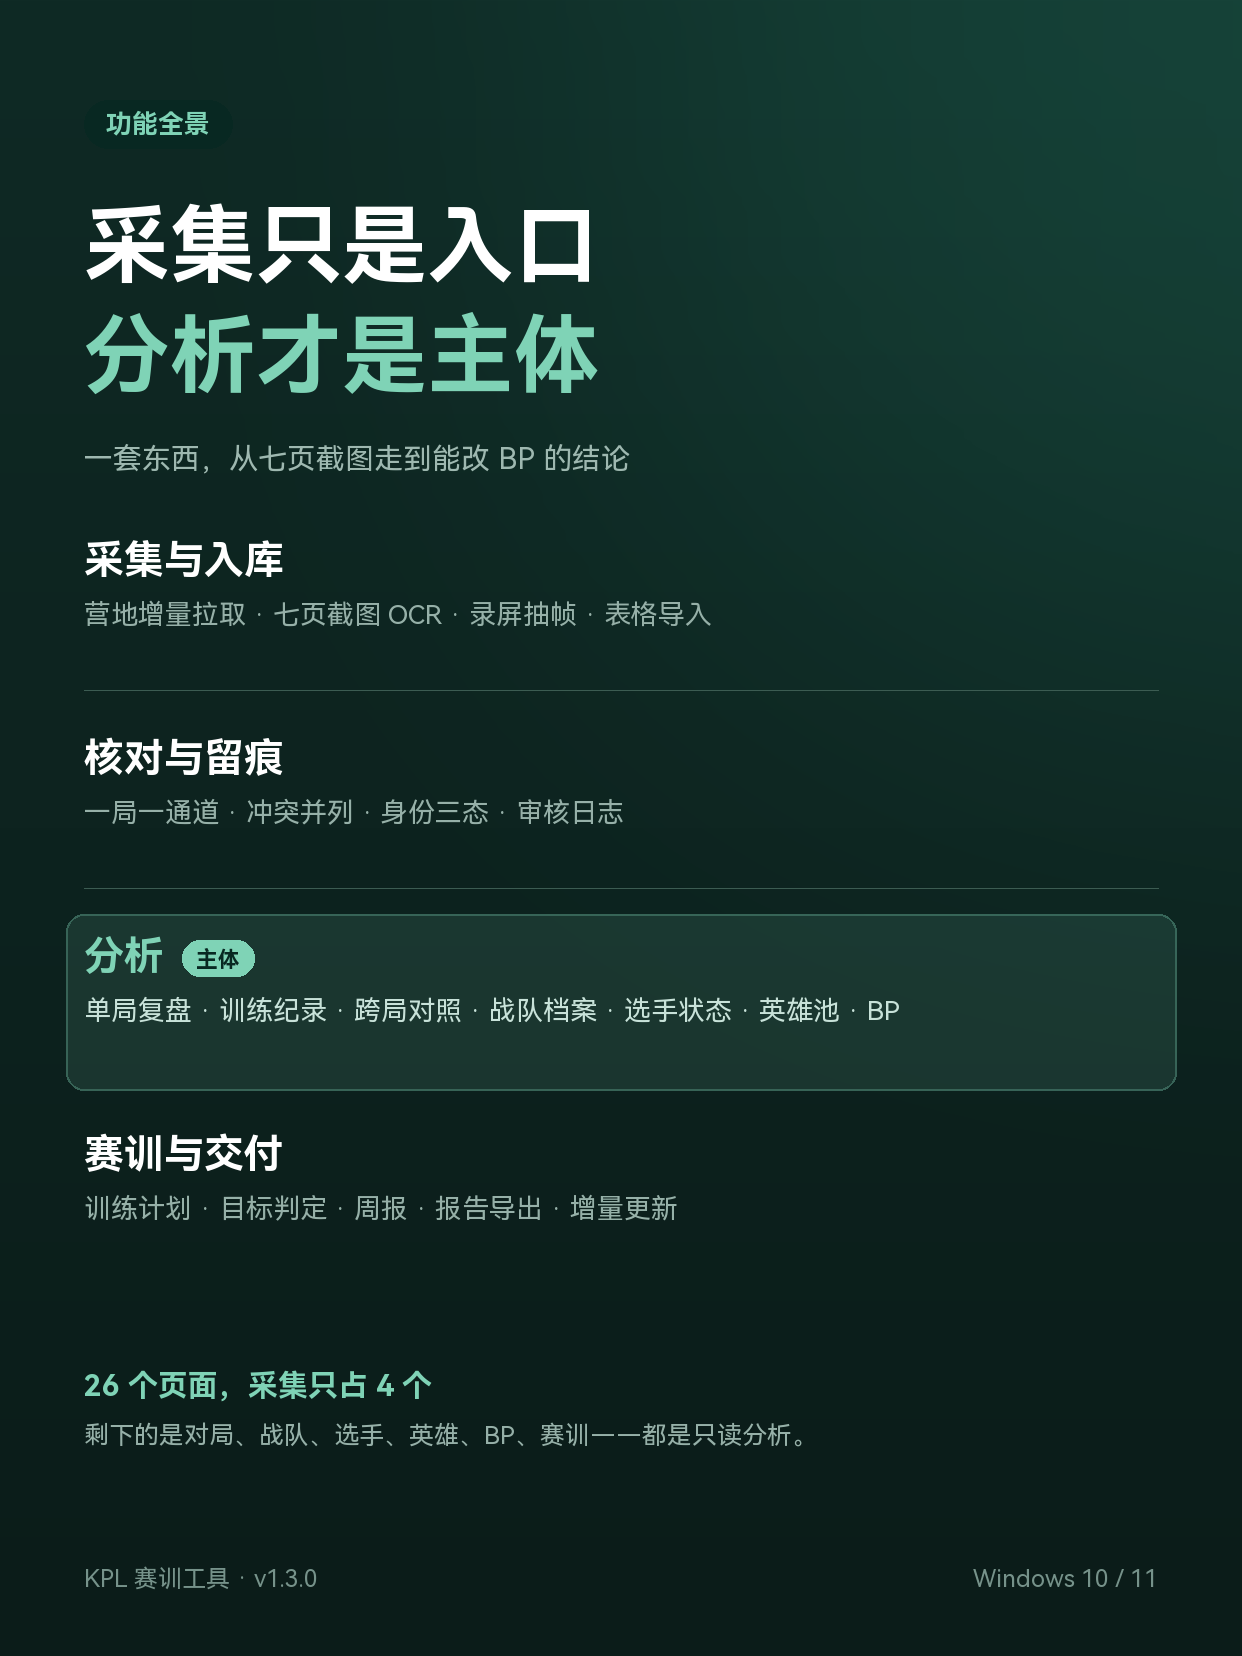 功能全景
采集只是入口
分析才是主体
一套东西，从七页截图走到能改 BP 的结论
采集与入库
营地增量拉取 · 七页截图 OCR · 录屏抽帧 · 表格导入
核对与留痕
一局一通道 · 冲突并列 · 身份三态 · 审核日志
分析 主体
单局复盘 · 训练纪录 · 跨局对照 · 战队档案 · 选手状态 · 英雄池 · BP
赛训与交付
训练计划 · 目标判定 · 周报 · 报告导出 · 增量更新
26 个页面，采集只占 4 个
剩下的是对局、战队、选手、英雄、BP、赛训——都是只读分析。
KPL 赛训工具 · v1.3.0
Windows 10 / 11